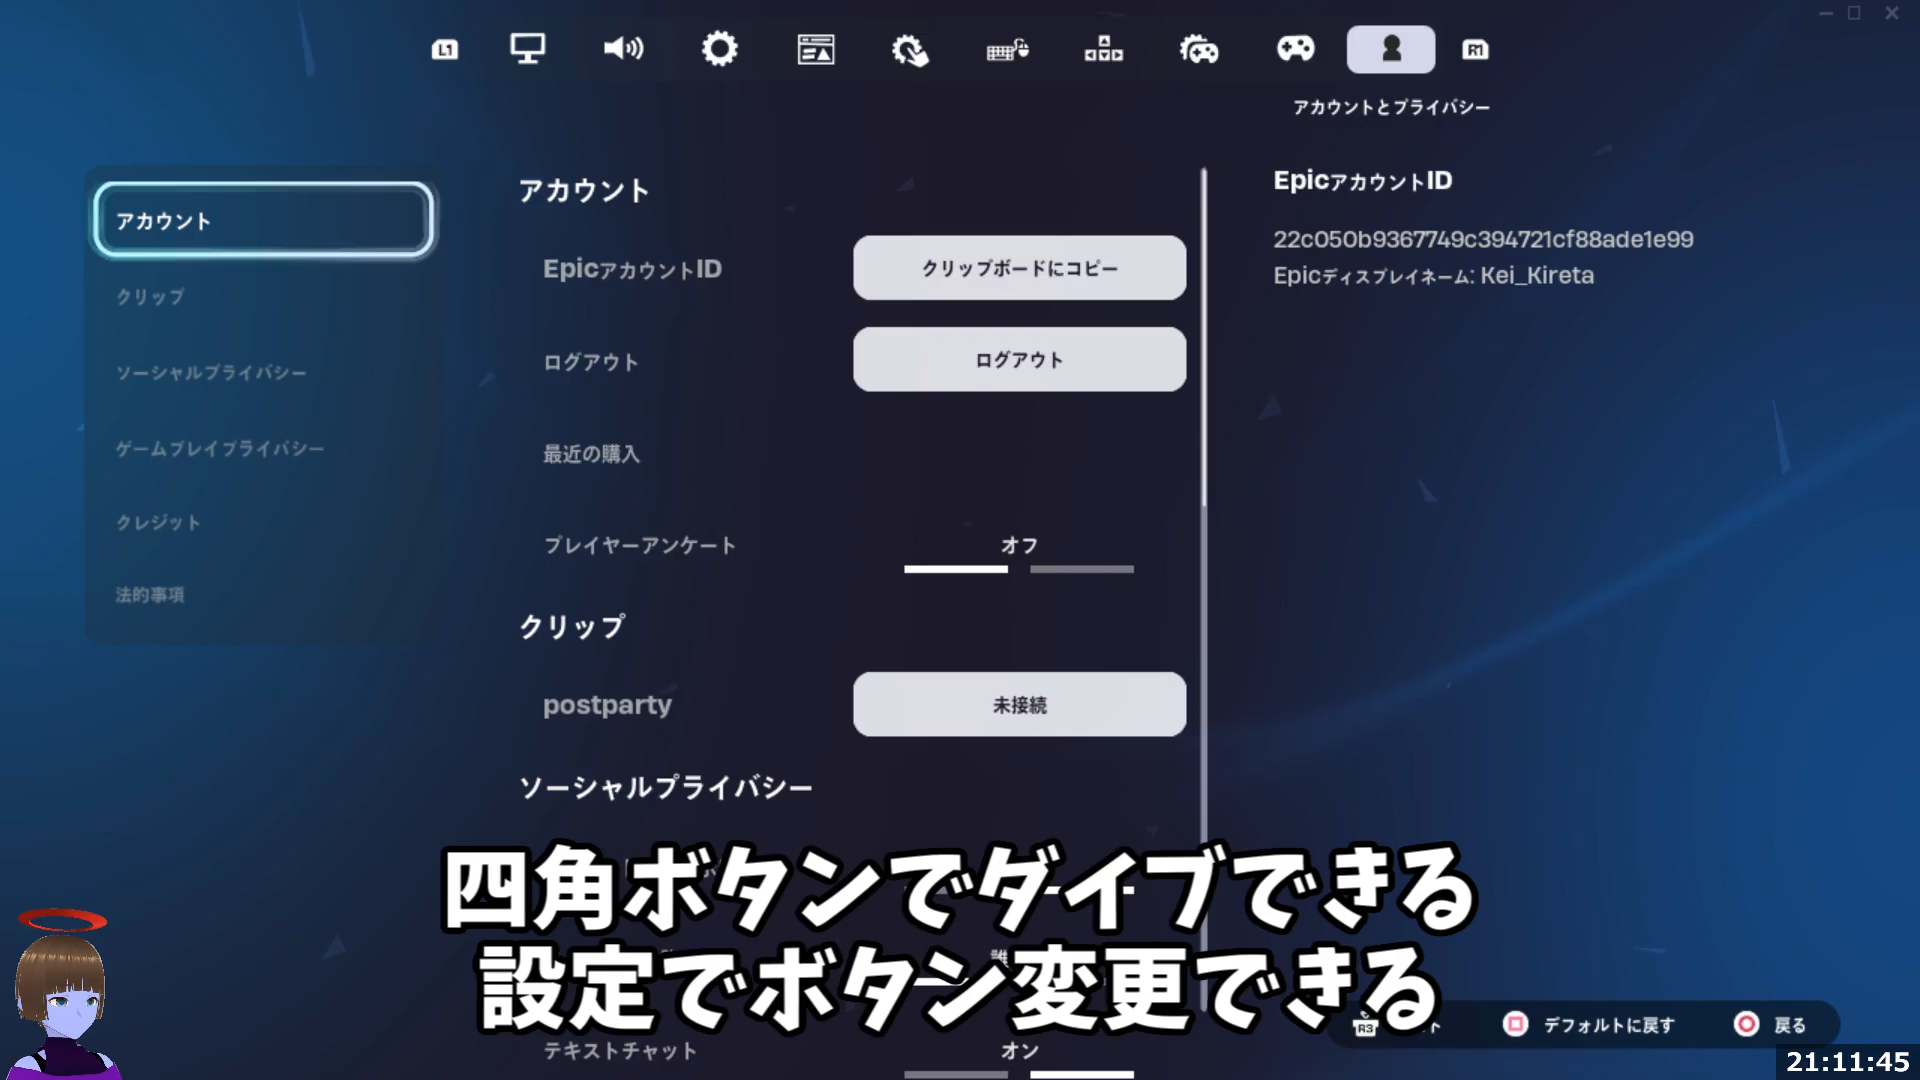 L1
R1
アカウントとプライバシー
アカウント
クリップ
ソーシャルプライバシー
ゲームプレイプライバシー
クレジット
法的事項
アカウント
EpicアカウントID
クリップボードにコピー
ログアウト
ログアウト
最近の購入
プレイヤーアンケート
オフ
クリップ
postparty
未接続
ソーシャルプライバシー
テキストチャット
オン
EpicアカウントID
22c050b9367749c394721cf88ade1e99
Epicディスプレイネーム: Kei_Kireta
四角ボタンでダイブできる
設定でボタン変更できる
R3
デフォルトに戻す
戻る
21:11:45